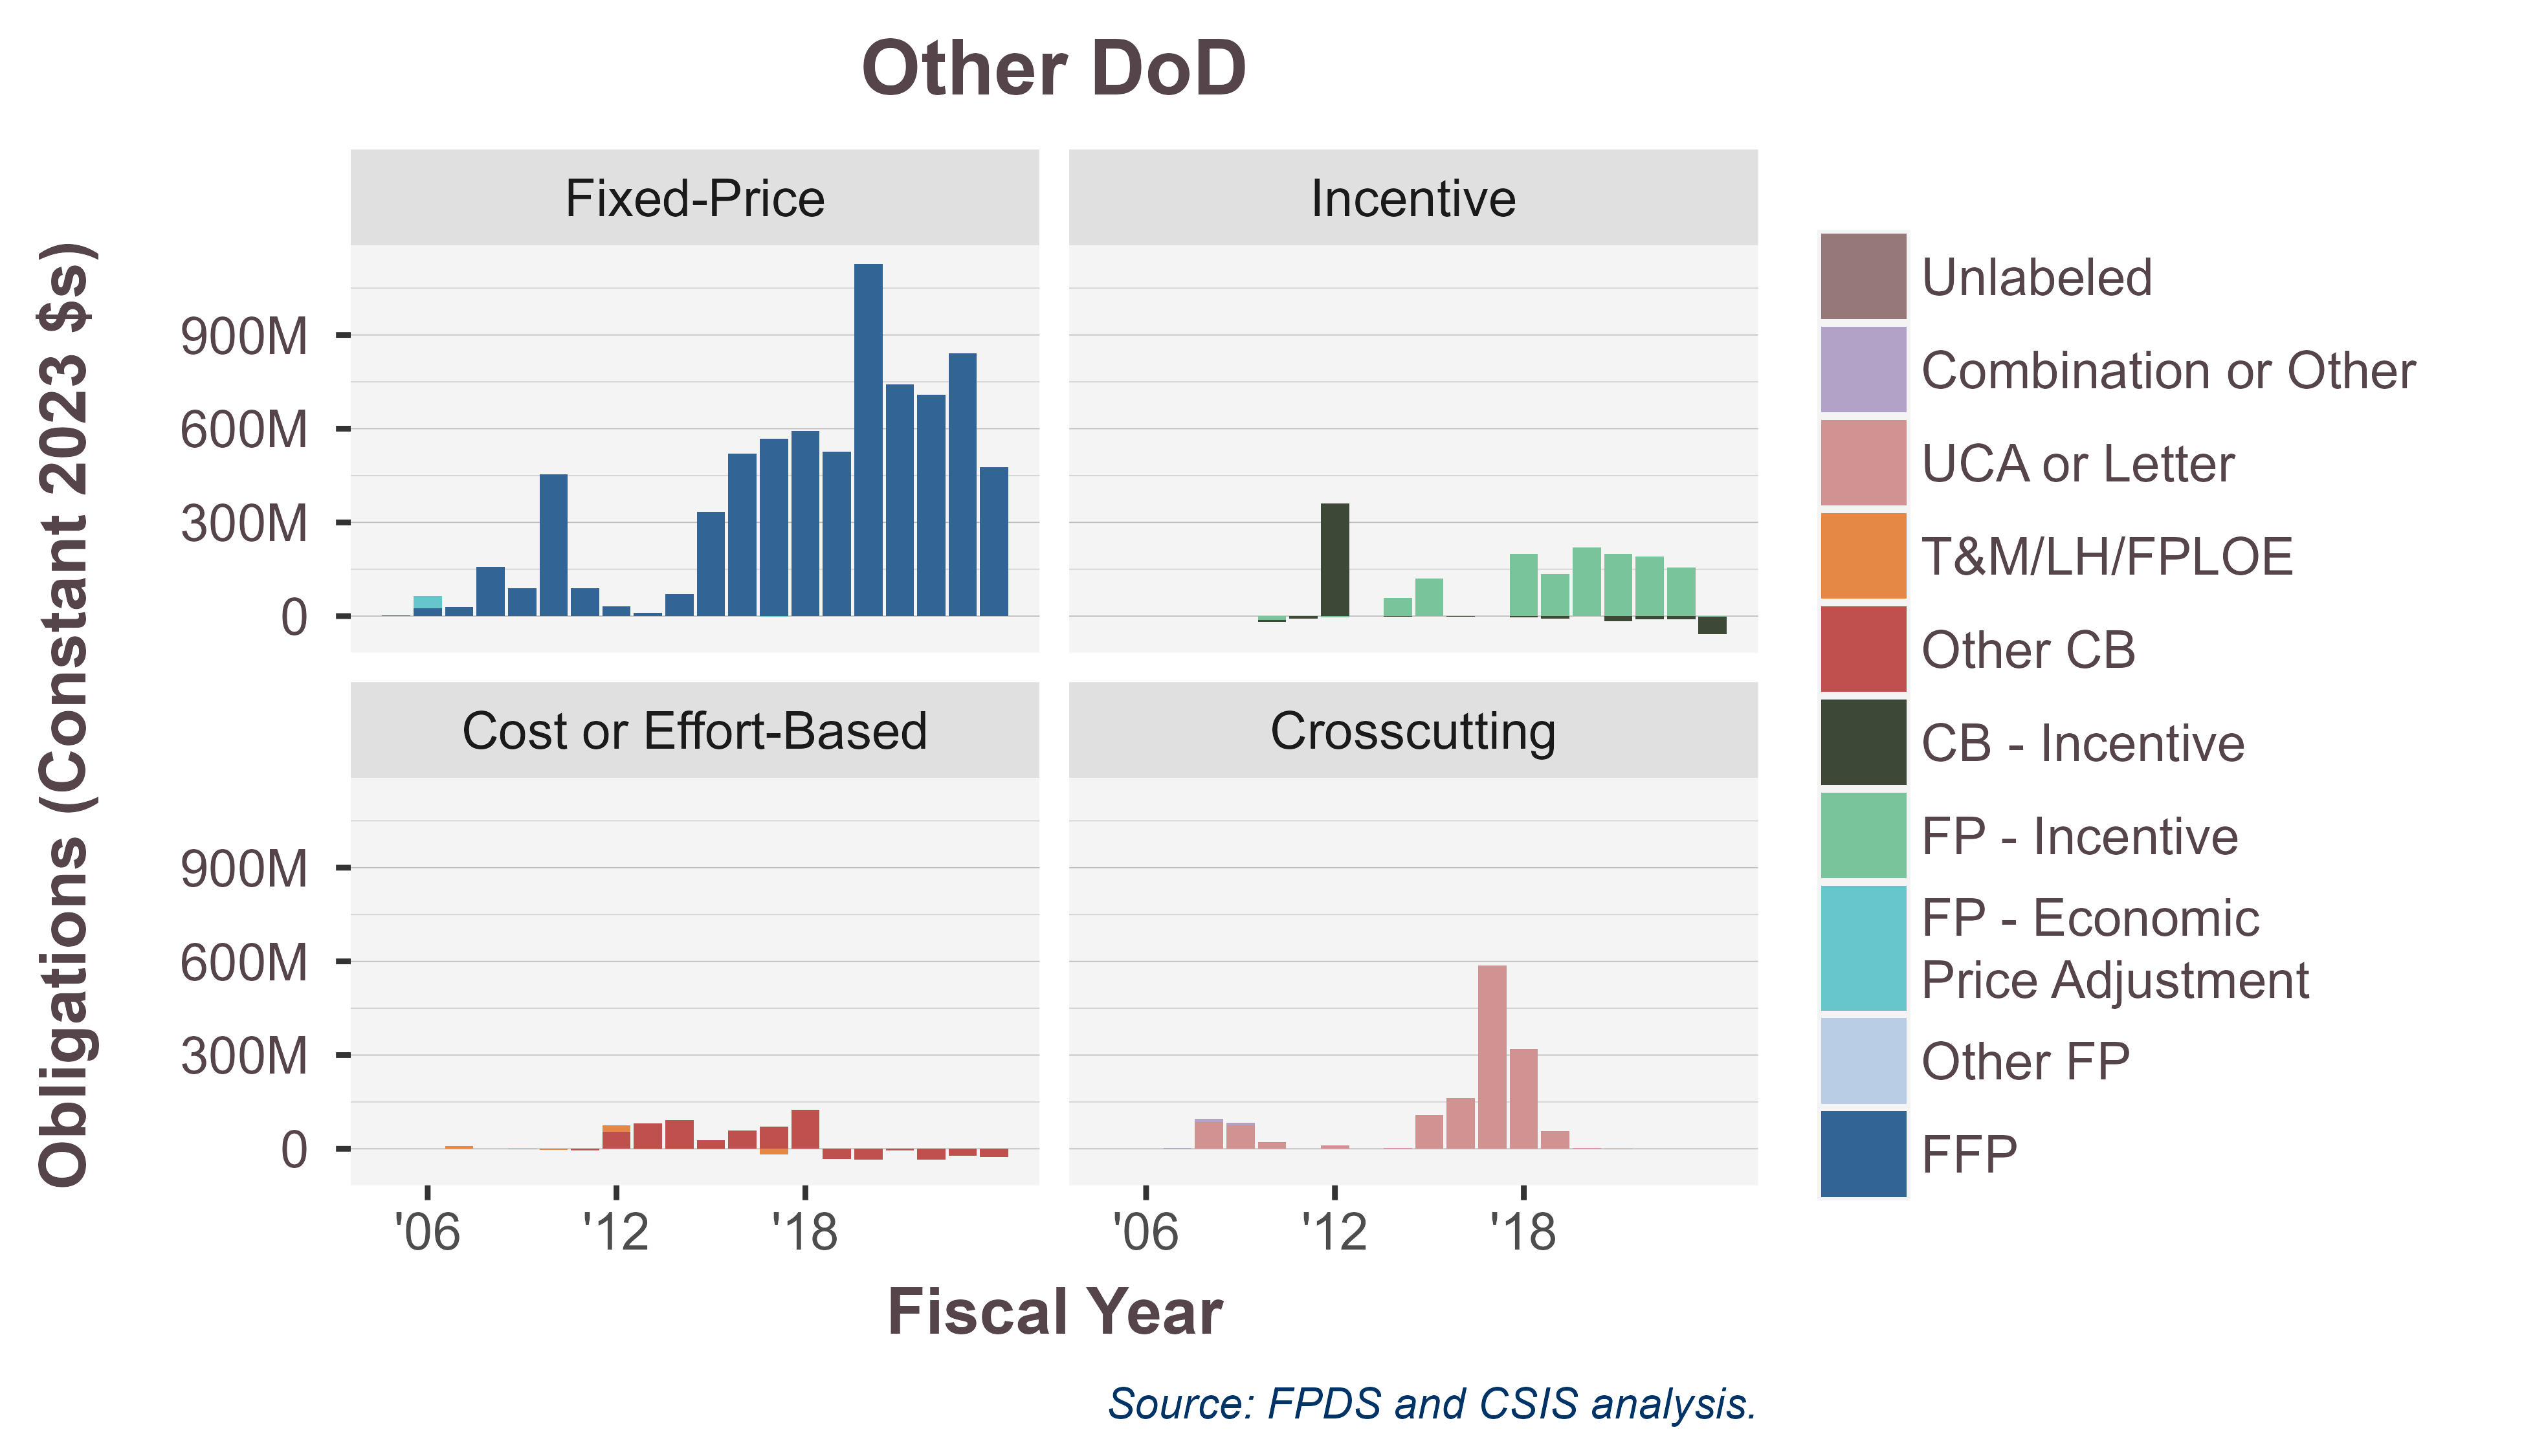 Other DoD
Obligations (Constant 2023 $s)
Fixed-Price
Incentive
900M
600M
300M
0
Cost or Effort-Based
Crosscutting
900M
600M
300M
0
'06
'12
'18
'06
'12
'18
Fiscal Year
Unlabeled
Combination or Other
UCA or Letter
T&M/LH/FPLOE
Other CB
CB - Incentive
FP - Incentive
FP - Economic
Price Adjustment
Other FP
FFP
Source: FPDS and CSIS analysis.